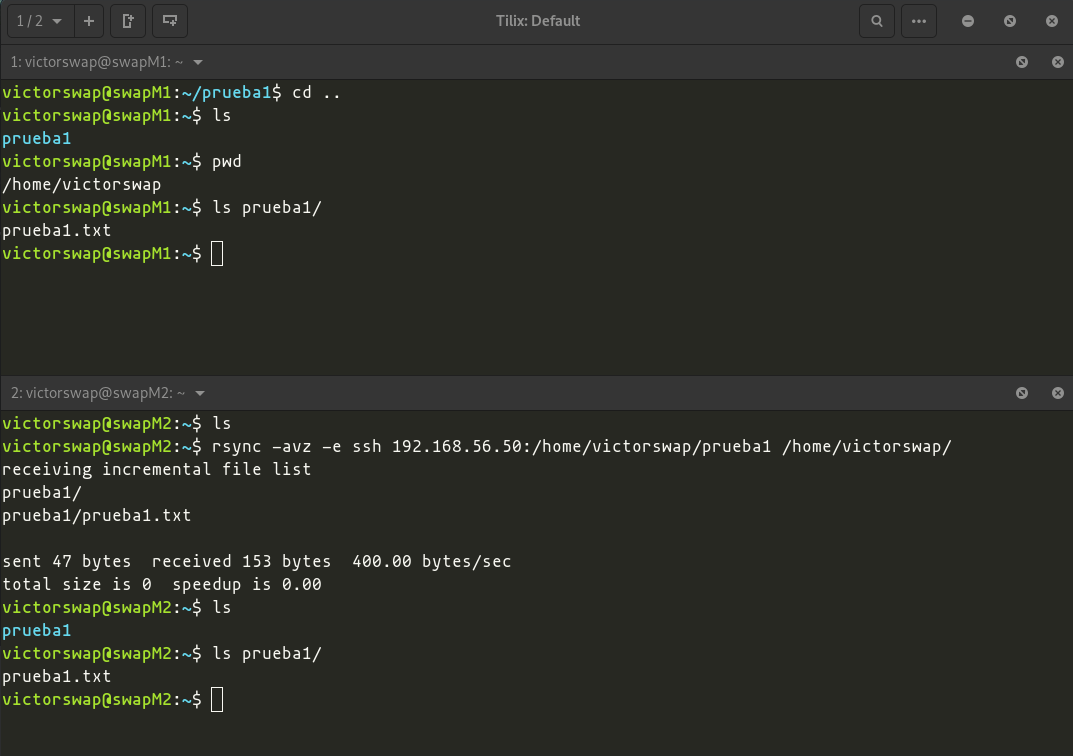 1 / 2
Tilix: Default
1: victorswap@swapM1: ~
victorswap@swapM1:~/prueba1$ cd ..
victorswap@swapM1:~$ ls
prueba1
victorswap@swapM1:~$ pwd
/home/victorswap
victorswap@swapM1:~$ ls prueba1/
prueba1.txt
victorswap@swapM1:~$
2: victorswap@swapM2: ~
victorswap@swapM2:~$ ls
victorswap@swapM2:~$ rsync -avz -e ssh 192.168.56.50:/home/victorswap/prueba1 /home/victorswap/
receiving incremental file list
prueba1/
prueba1/prueba1.txt
sent 47 bytes  received 153 bytes  400.00 bytes/sec
total size is 0  speedup is 0.00
victorswap@swapM2:~$ ls
prueba1
victorswap@swapM2:~$ ls prueba1/
prueba1.txt
victorswap@swapM2:~$